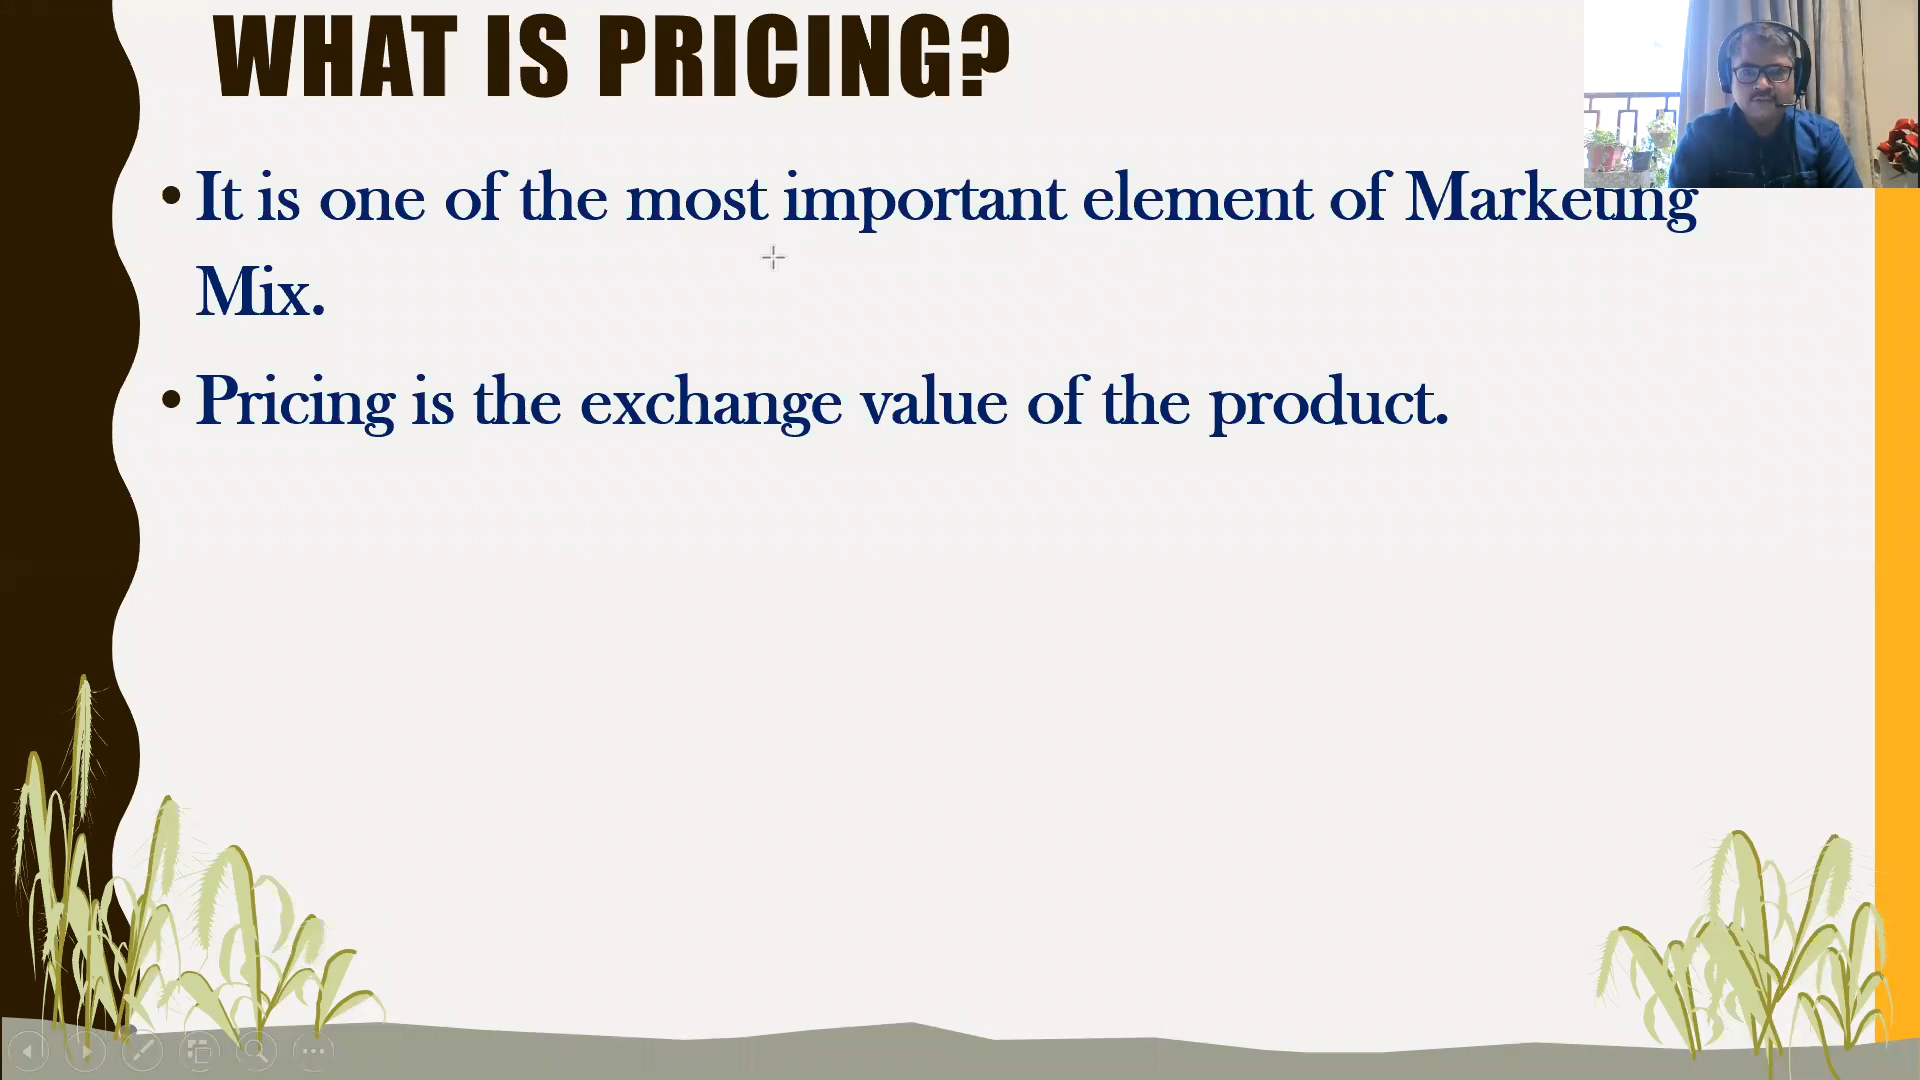 WHAT IS PRICING?
• It is one of the most important element of Marketing
Mix.
• Pricing is the exchange value of the product.